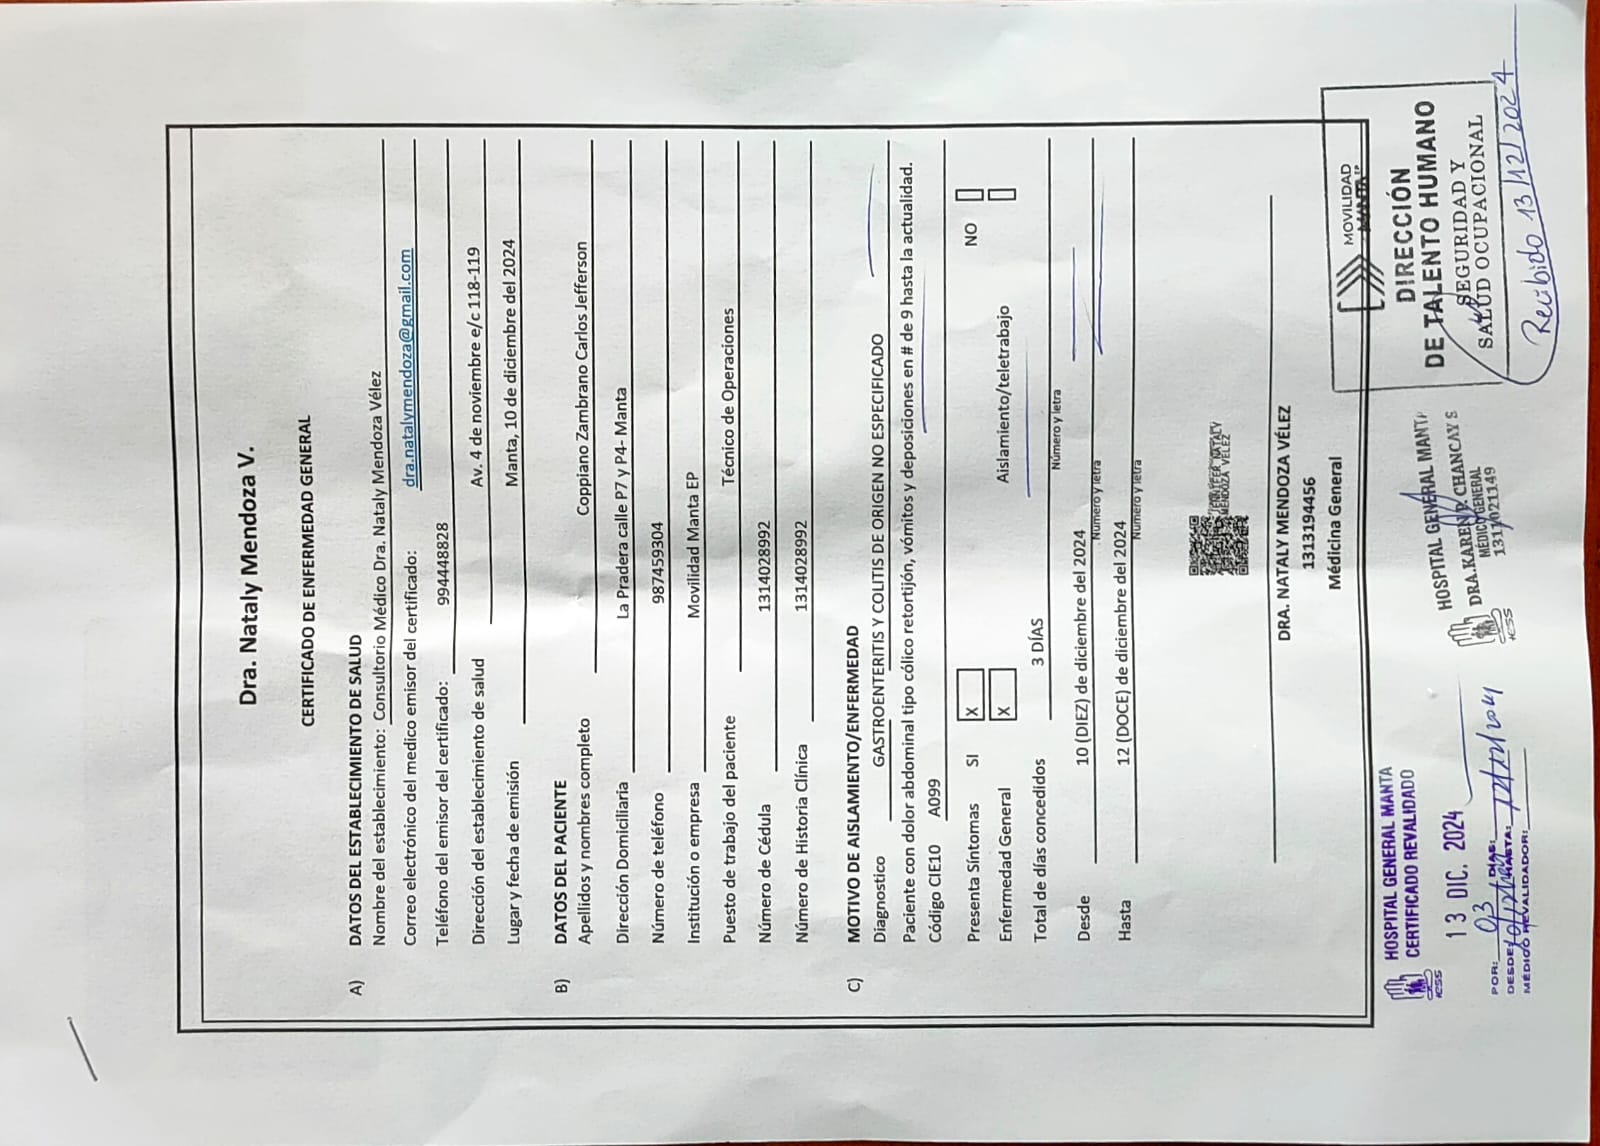 Dra. Nataly Mendoza V.
CERTIFICADO DE ENFERMEDAD GENERAL
A) DATOS DEL ESTABLECIMIENTO DE SALUD
Nombre del establecimiento: Consultorio Médico Dra. Nataly Mendoza Vélez
Correo electrónico del medico emisor del certificado: dra.natalymendoza@gmail.com
Teléfono del emisor del certificado: 994448828
Dirección del establecimiento de salud Av. 4 de noviembre e/c 118-119
Lugar y fecha de emisión Manta, 10 de diciembre del 2024
B) DATOS DEL PACIENTE
Apellidos y nombres completo Coppiano Zambrano Carlos Jefferson
Dirección Domiciliaria La Pradera calle P7 y P4- Manta
Número de teléfono 987459304
Institución o empresa Movilidad Manta EP
Puesto de trabajo del paciente Técnico de Operaciones
Número de Cédula 1314028992
Número de Historia Clínica 1314028992
C) MOTIVO DE AISLAMIENTO/ENFERMEDAD
Diagnostico GASTROENTERITIS Y COLITIS DE ORIGEN NO ESPECIFICADO
Paciente con dolor abdominal tipo cólico retortijón, vómitos y deposiciones en # de 9 hasta la actualidad.
Código CIE10 A099
Presenta Síntomas SI X NO
Enfermedad General X Aislamiento/teletrabajo
Total de días concedidos 3 DÍAS
Número y letra
Desde 10 (DIEZ) de diciembre del 2024
Número y letra
Hasta 12 (DOCE) de diciembre del 2024
Número y letra
NATALY
MENDOZA VELEZ
DRA. NATALY MENDOZA VÉLEZ
1313194456
Médicina General
HOSPITAL GENERAL MANTA
CERTIFICADO REVALIDADO
IESS
13 DIC. 2024
POR: 03 DIAS:
DESDE: HASTA:
MÉDICO REVALIDADOR:
HOSPITAL GENERAL MANTA
DRA. KAREN P. CHANCAY S
MÉDICO GENERAL
1311021149
IESS
MOVILIDAD
MANTA EP
DIRECCIÓN
DE TALENTO HUMANO
SEGURIDAD Y
SALUD OCUPACIONAL
Recibido 13/12/2024